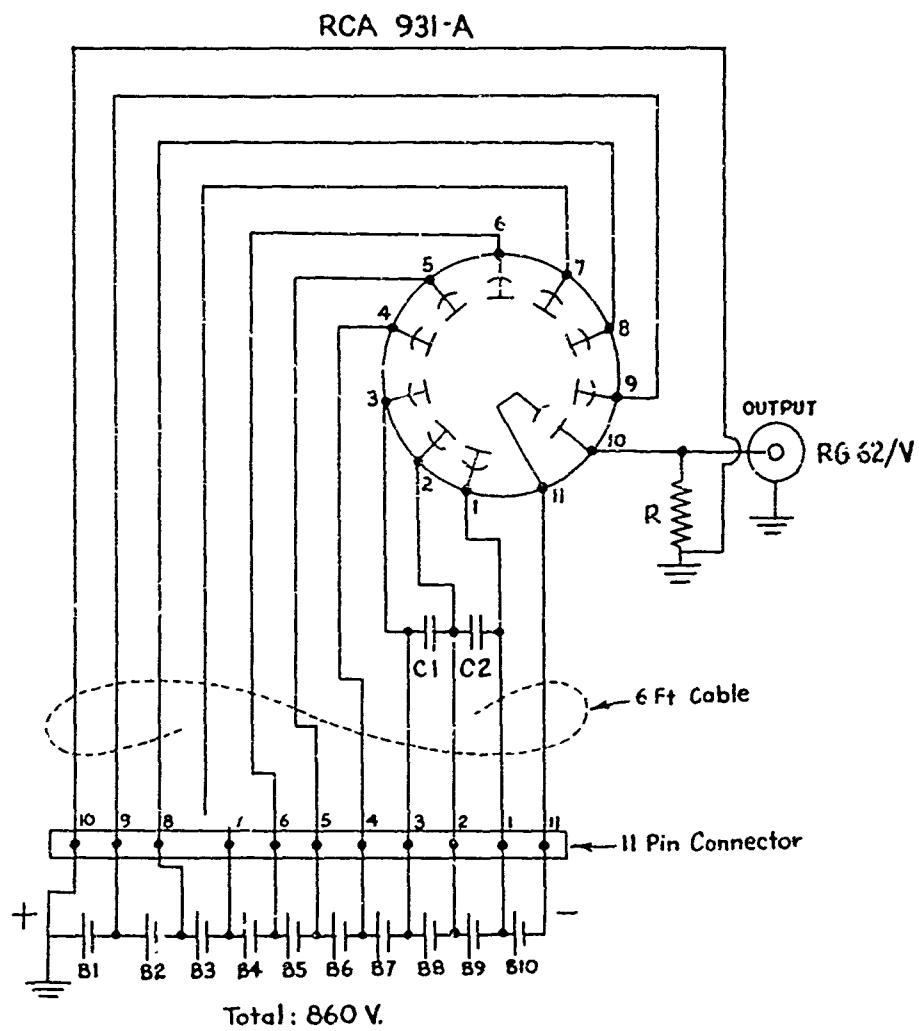 RCA 931-A
6
5
7
4
8
3
9
OUTPUT
10
RG 62/V
2
1
11
R
C1 C2
6 Ft Cable
10 9 8 7 6 5 4 3 2 1 11
11 Pin Connector
+ −
B1 B2 B3 B4 B5 B6 B7 B8 B9 B10
Total: 860 V.